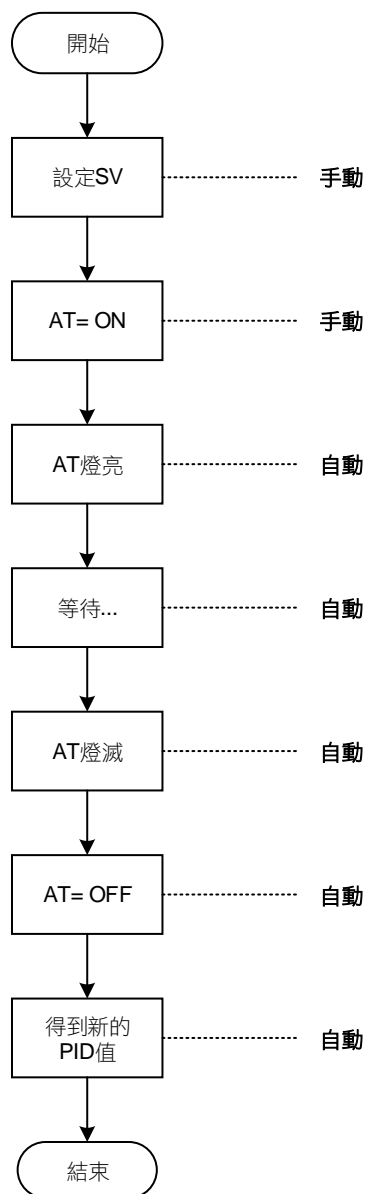 開始
設定SV
手動
AT= ON
手動
AT燈亮
自動
等待...
自動
AT燈滅
自動
AT= OFF
自動
得到新的
PID值
自動
結束